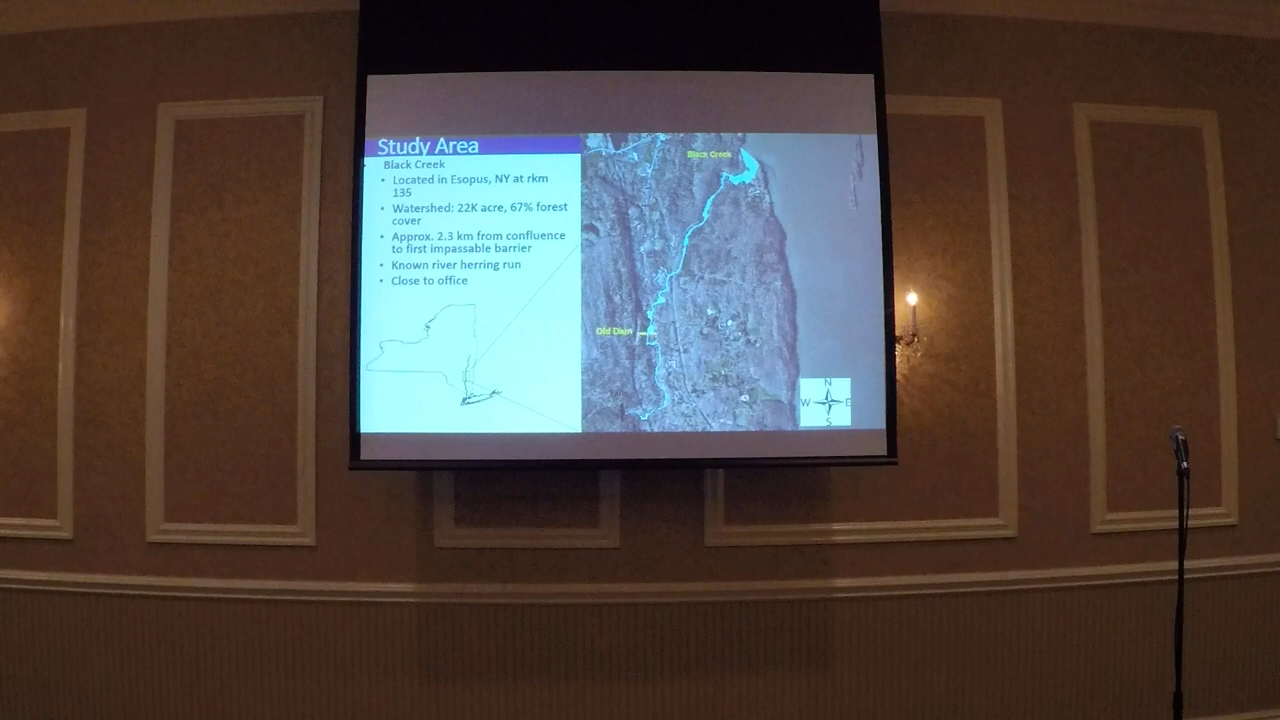 Study Area
Black Creek
• Located in Esopus, NY at rkm
135
• Watershed: 22K acre, 67% forest
cover
• Approx. 2.3 km from confluence
to first impassable barrier
• Known river herring run
• Close to office
Black Creek
Old Dam
N
W E
S